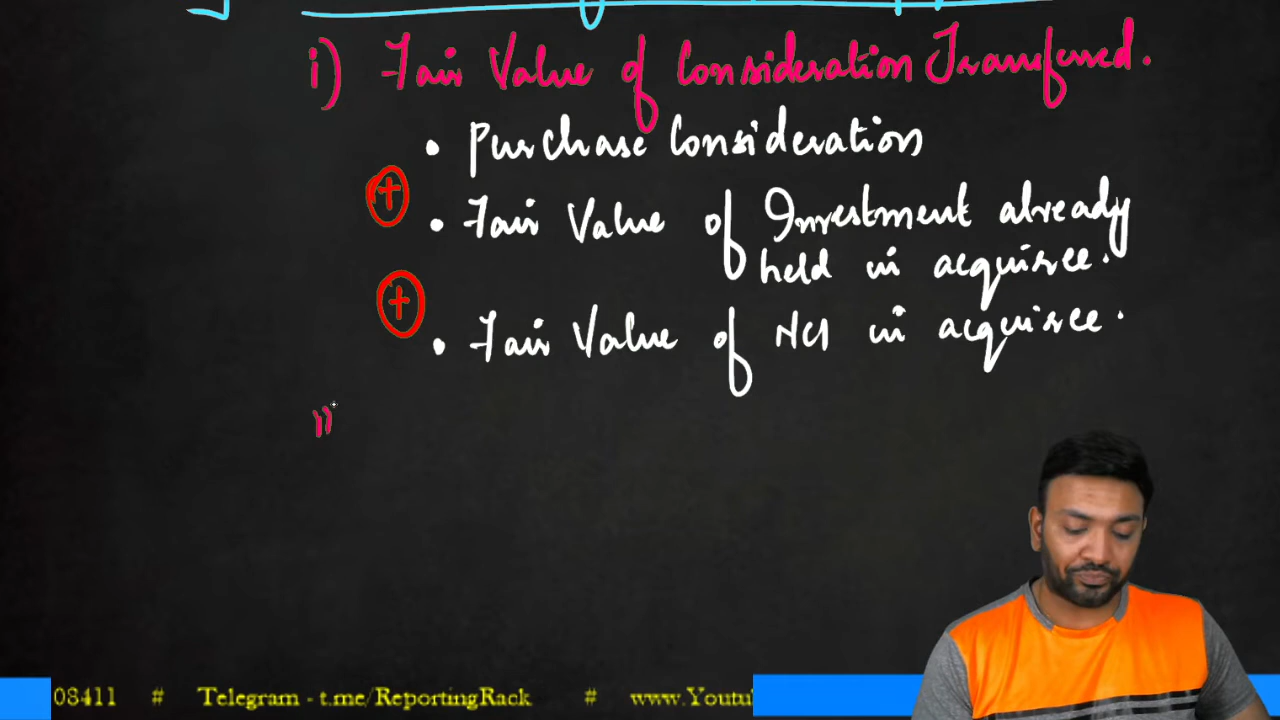 i) Fair Value of Consideration Transferred.
• Purchase Consideration
+ • Fair Value of Investment already
held in acquiree.
+ • Fair Value of NCI in acquiree.
ii
08411 # Telegram - t.me/ReportingRack # www.Youtu